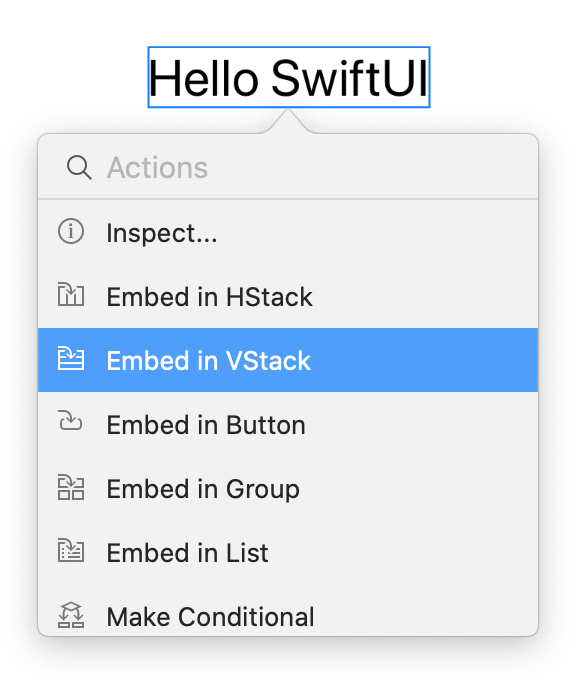 Hello SwiftUI
Actions
Inspect...
Embed in HStack
Embed in VStack
Embed in Button
Embed in Group
Embed in List
Make Conditional